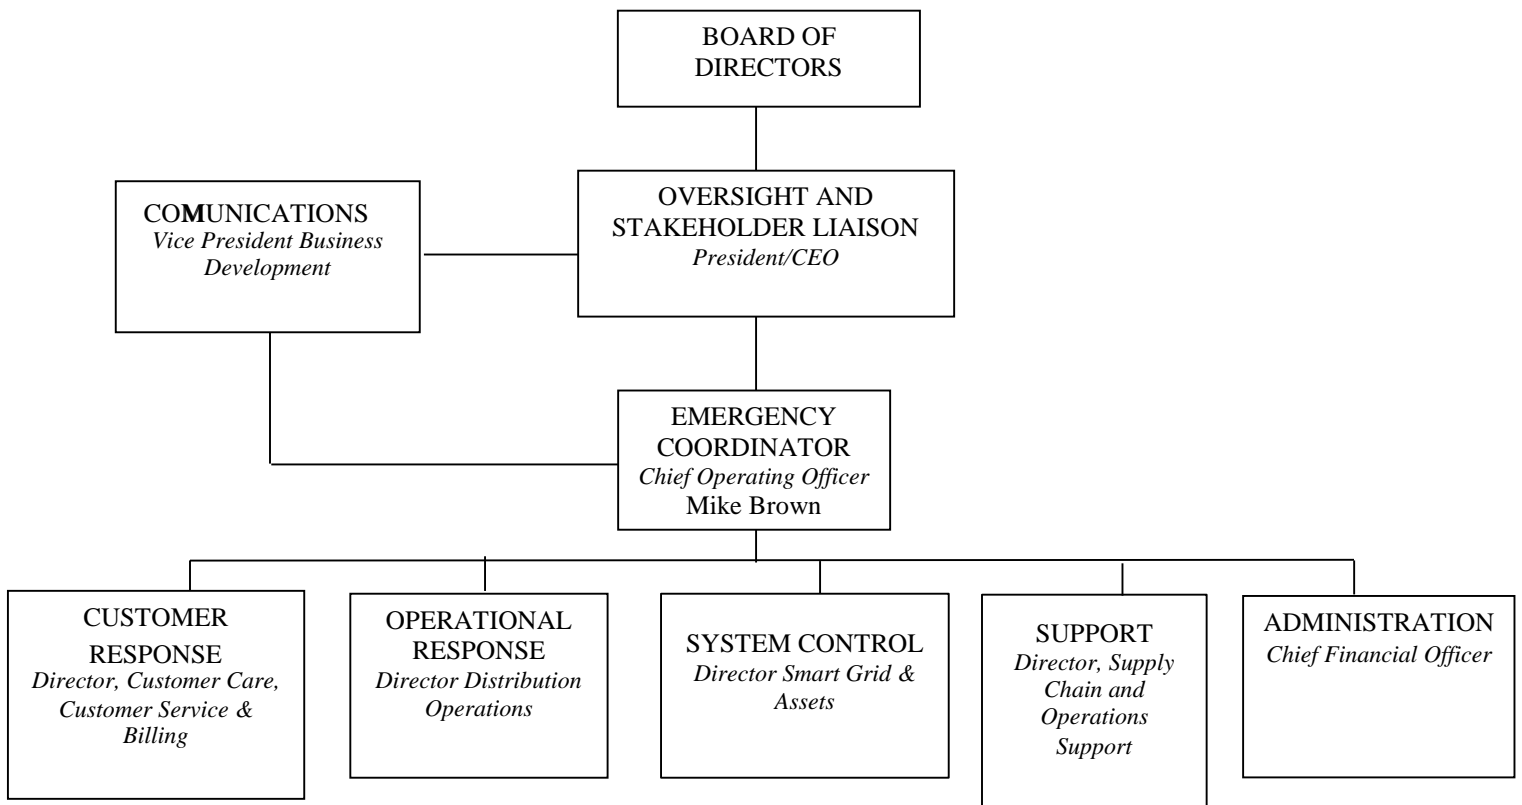 BOARD OF
DIRECTORS
COMUNICATIONS
Vice President Business
Development
OVERSIGHT AND
STAKEHOLDER LIAISON
President/CEO
EMERGENCY
COORDINATOR
Chief Operating Officer
Mike Brown
CUSTOMER
RESPONSE
Director, Customer Care,
Customer Service &
Billing
OPERATIONAL
RESPONSE
Director Distribution
Operations
SYSTEM CONTROL
Director Smart Grid &
Assets
SUPPORT
Director, Supply
Chain and
Operations
Support
ADMINISTRATION
Chief Financial Officer